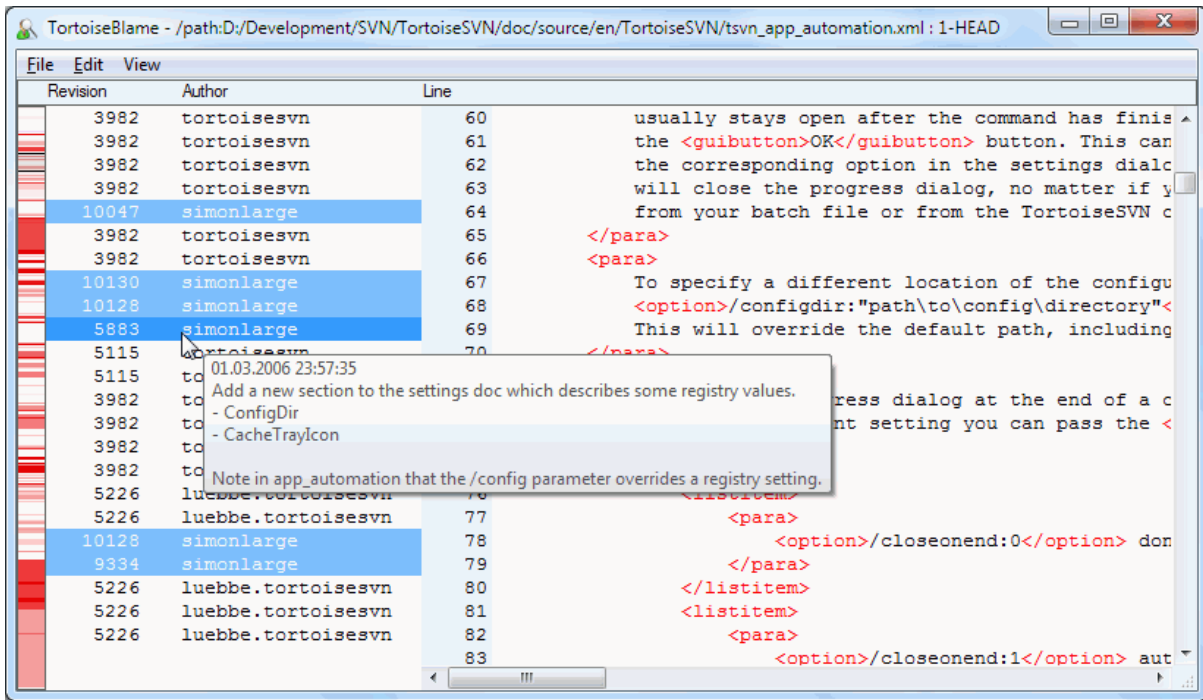 TortoiseBlame - /path:D:/Development/SVN/TortoiseSVN/doc/source/en/TortoiseSVN/tsvn_app_automation.xml : 1-HEAD
File Edit View
Revision Author Line
3982 tortoisesvn 60 usually stays open after the command has finis
3982 tortoisesvn 61 the <guibutton>OK</guibutton> button. This can
3982 tortoisesvn 62 the corresponding option in the settings dialo
3982 tortoisesvn 63 will close the progress dialog, no matter if y
10047 simonlarge 64 from your batch file or from the TortoiseSVN c
3982 tortoisesvn 65 </para>
3982 tortoisesvn 66 <para>
10130 simonlarge 67 To specify a different location of the configu
10128 simonlarge 68 <option>/configdir:"path\to\config\directory"<
5883 simonlarge 69 This will override the default path, including
5115 tortoisesvn 70 </para>
01.03.2006 23:57:35
5115 to
Add a new section to the settings doc which describes some registry values.
3982 to ress dialog at the end of a c
- ConfigDir
3982 to nt setting you can pass the <
- CacheTrayIcon
3982 to
3982 to
Note in app_automation that the /config parameter overrides a registry setting.
5226 luebbe.tortoisesvn 76 <listitem>
5226 luebbe.tortoisesvn 77 <para>
10128 simonlarge 78 <option>/closeonend:0</option> don
9334 simonlarge 79 </para>
5226 luebbe.tortoisesvn 80 </listitem>
5226 luebbe.tortoisesvn 81 <listitem>
5226 luebbe.tortoisesvn 82 <para>
83 <option>/closeonend:1</option> aut